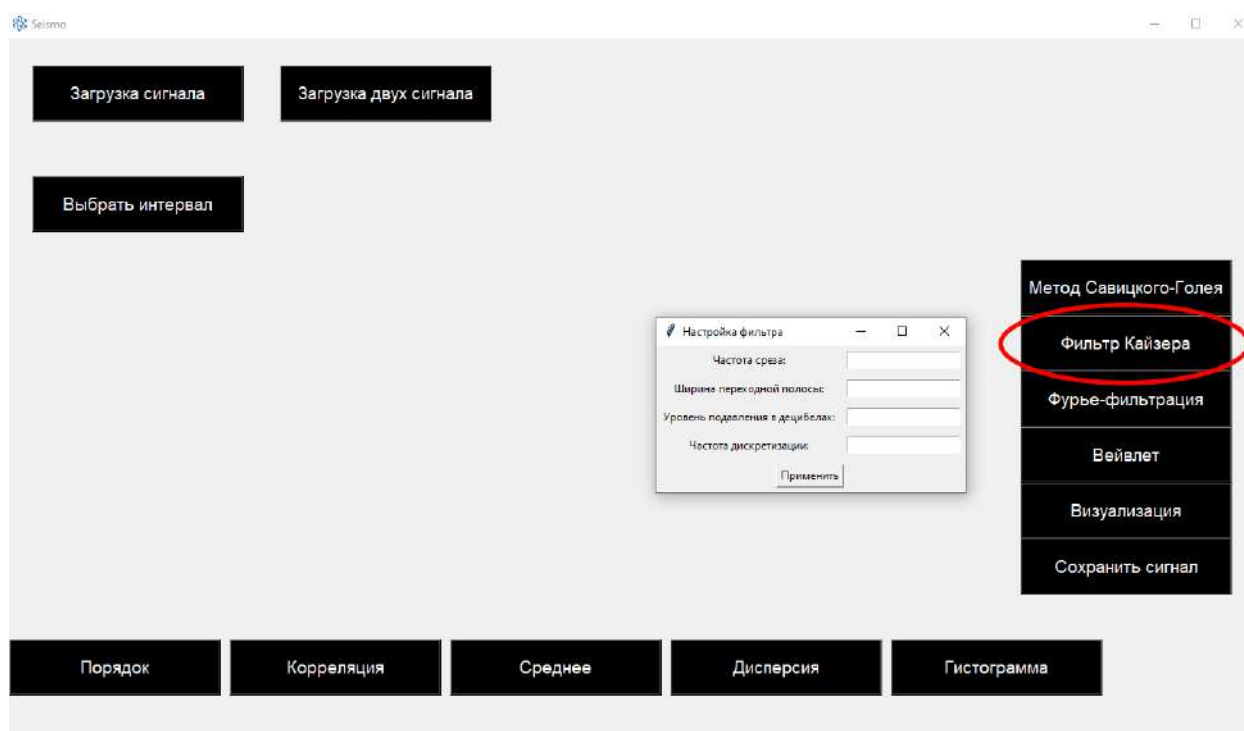 Seismo
Загрузка сигнала
Загрузка двух сигнала
Выбрать интервал
Метод Савицкого-Голея
Настройка фильтра
Фильтр Кайзера
Частота среза:
Ширина переходной полосы:
Фурье-фильтрация
Уровень подавления в децибелах:
Частота дискретизации:
Вейвлет
Применить
Визуализация
Сохранить сигнал
Порядок
Корреляция
Среднее
Дисперсия
Гистограмма